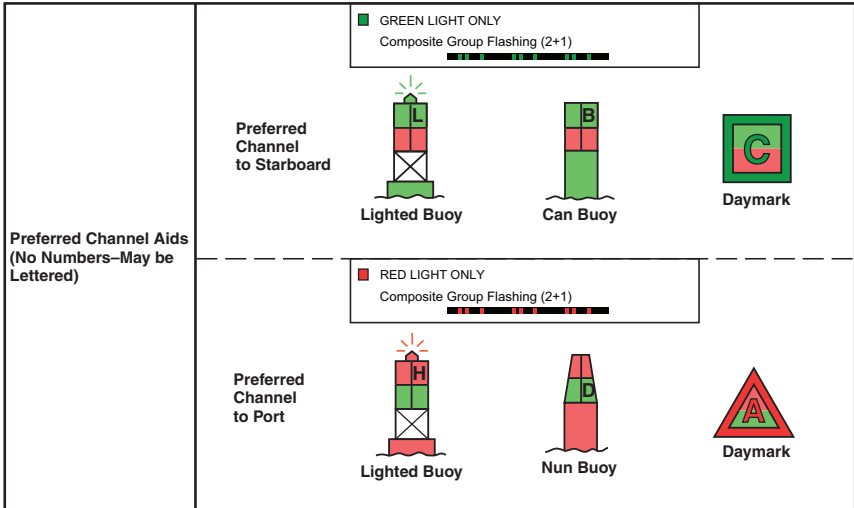 GREEN LIGHT ONLY
Composite Group Flashing (2+1)
Preferred
Channel
to Starboard
L
B
C
Lighted Buoy
Can Buoy
Daymark
Preferred Channel Aids
(No Numbers–May be
Lettered)
RED LIGHT ONLY
Composite Group Flashing (2+1)
Preferred
Channel
to Port
H
D
A
Lighted Buoy
Nun Buoy
Daymark